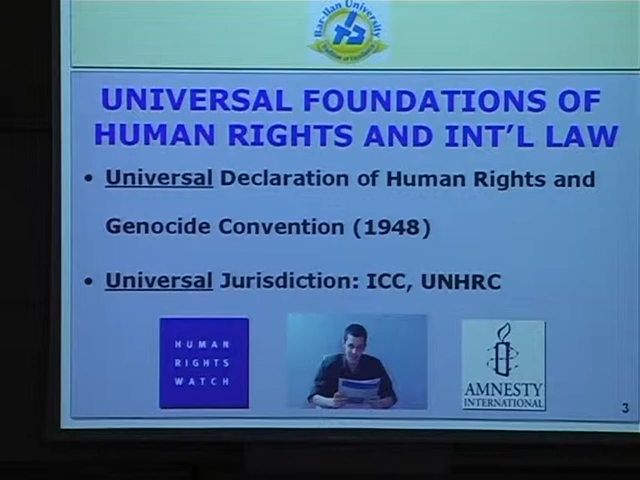 Bar-Ilan University
UNIVERSAL FOUNDATIONS OF
HUMAN RIGHTS AND INT'L LAW
• Universal Declaration of Human Rights and
Genocide Convention (1948)
• Universal Jurisdiction: ICC, UNHRC
HUMAN
RIGHTS
WATCH
AMNESTY
INTERNATIONAL
3